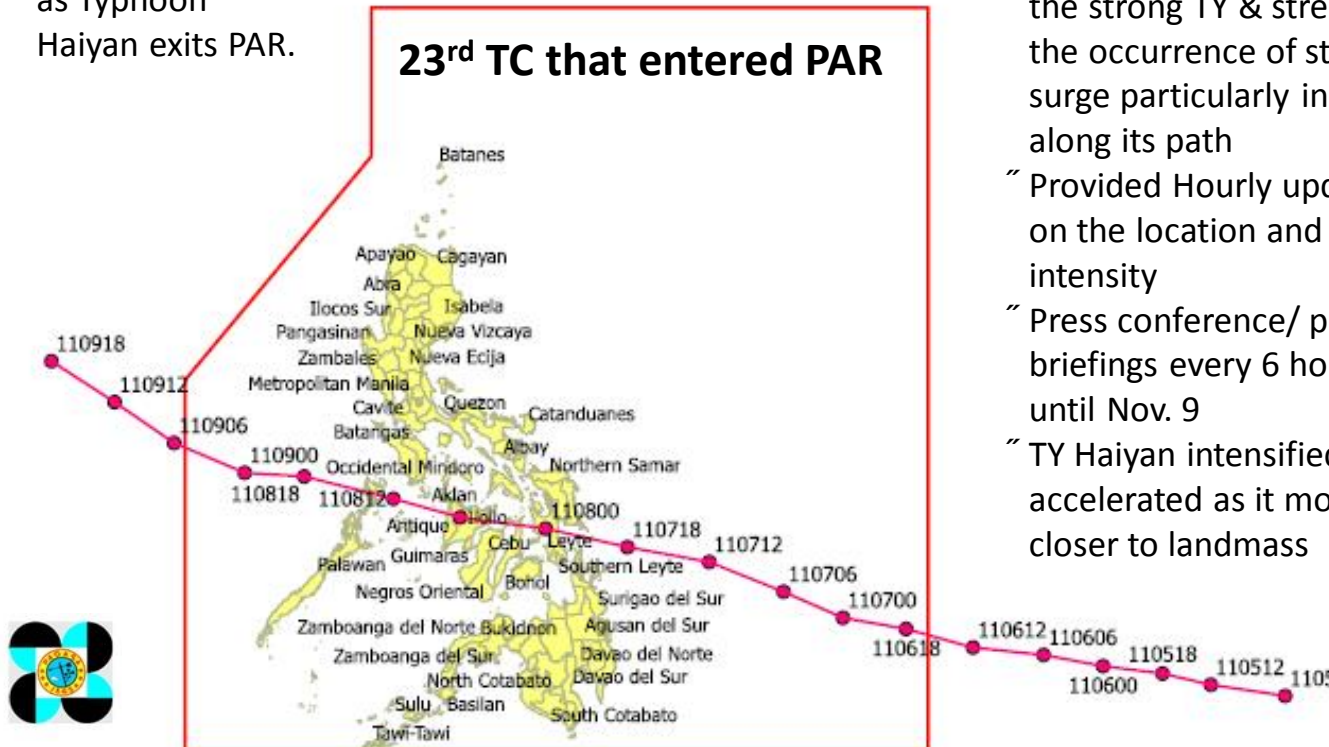 as Typhoon
Haiyan exits PAR.
23rd TC that entered PAR
the strong TY & stre
the occurrence of st
surge particularly in
along its path
˝ Provided Hourly upd
on the location and
intensity
˝ Press conference/ p
briefings every 6 ho
until Nov. 9
˝ TY Haiyan intensified
accelerated as it mo
closer to landmass
Batanes
Apayao
Cagayan
Abra
Ilocos Sur
Isabela
Pangasinan
Nueva Vizcaya
Zambales
Nueva Ecija
Metropolitan Manila
Cavite
Quezon
Catanduanes
Batangas
Albay
Occidental Mindoro
Northern Samar
Aklan
Iloilo
Antique
Cebu
Leyte
Palawan
Guimaras
Southern Leyte
Negros Oriental
Bohol
Surigao del Sur
Zamboanga del Norte
Bukidnon
Agusan del Sur
Zamboanga del Sur
Davao del Norte
North Cotabato
Davao del Sur
Sulu
Basilan
South Cotabato
Tawi-Tawi
110918
110912
110906
110900
110818
110812
110800
110718
110712
110706
110700
110618
110612
110606
110600
110518
110512
1105